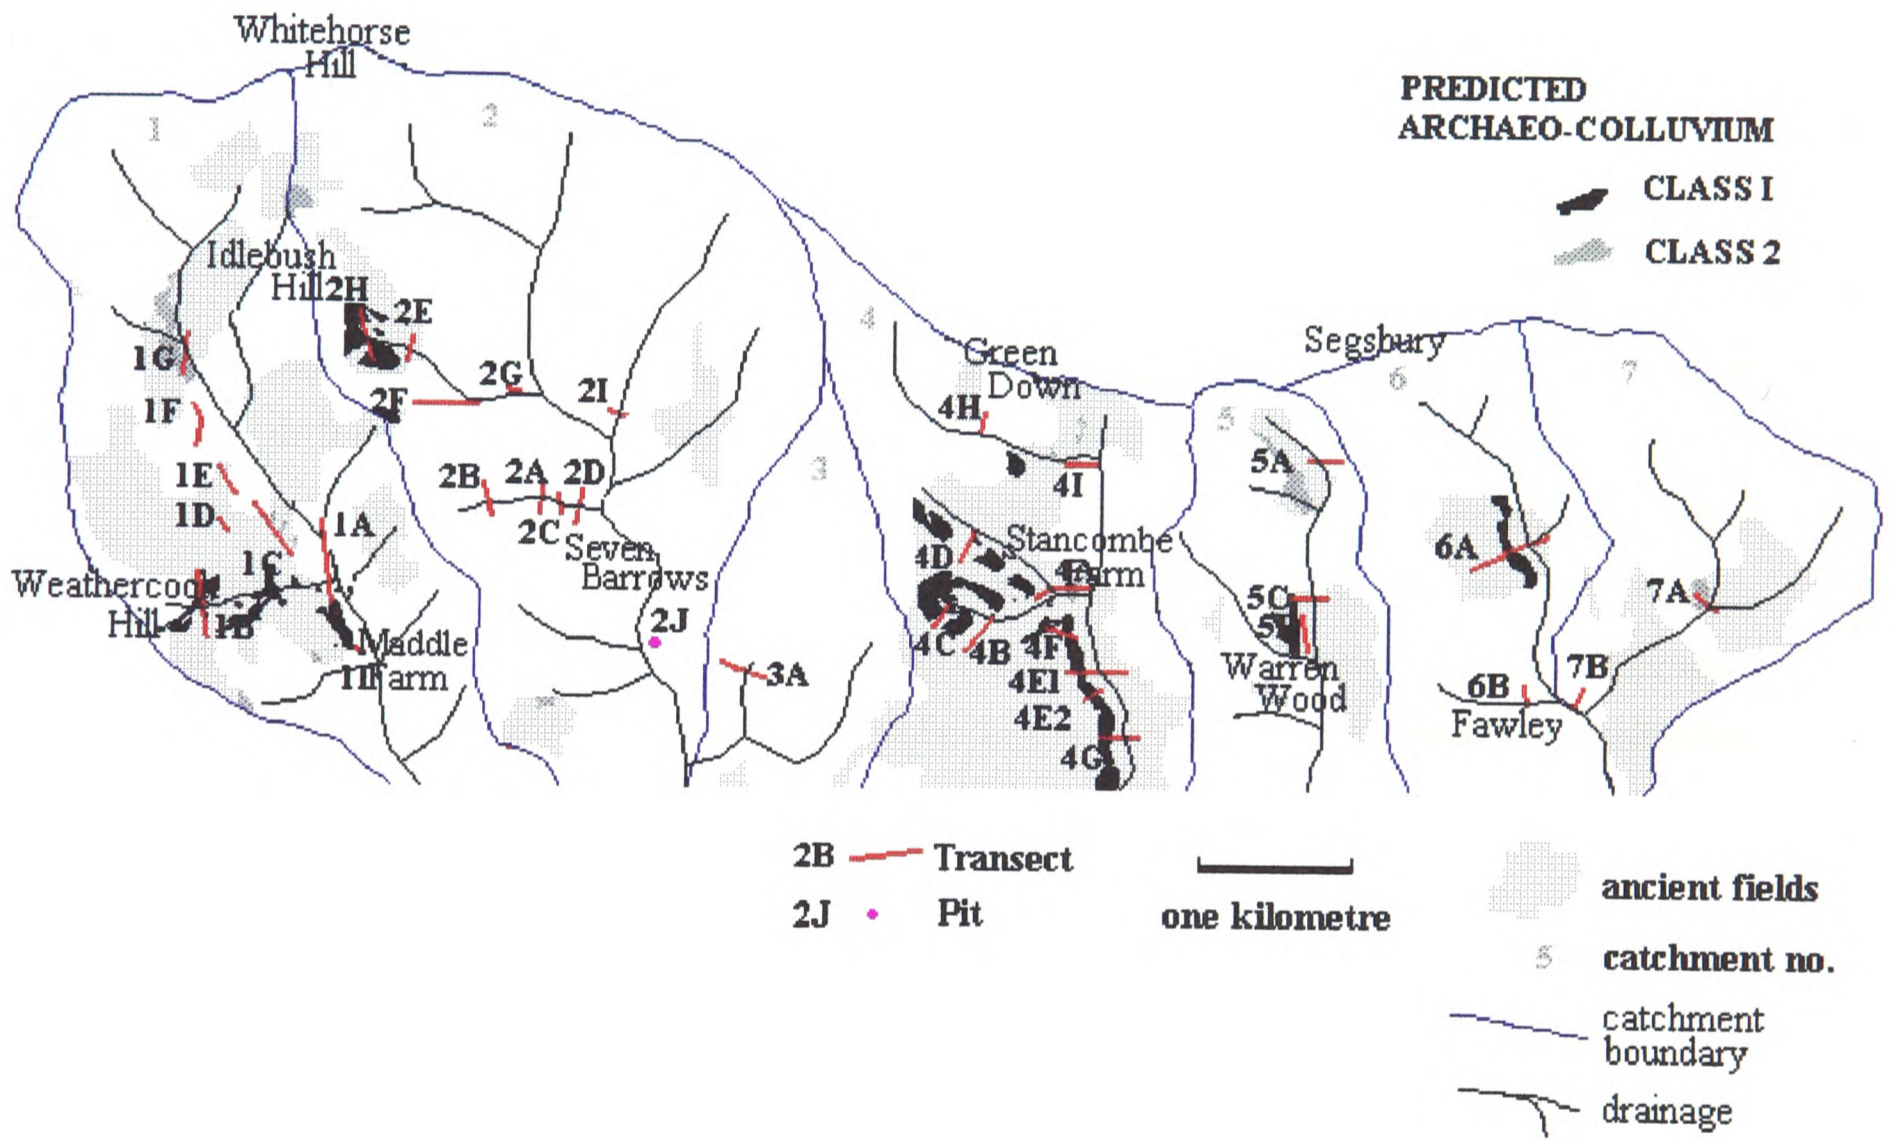 Whitehorse
Hill
PREDICTED
ARCHAEO-COLLUVIUM
CLASS I
CLASS 2
1
2
Idlebush
Hill
2H
2E
1G
2G
2F
2I
1F
4
Green
Down
4H
Segsbury
6
7
5
1E
2B
2A
2D
3
4I
5A
1D
1A
2C
Seven
Barrows
4D
Stancombe
Farm
6A
Weathercock
Hill
1C
1B
2J
4C
4B
4F
5C
7A
Maddle
Farm
3A
4E1
Warren
Wood
4E2
6B
7B
Fawley
4G
2B
Transect
2J
Pit
one kilometre
ancient fields
5
catchment no.
catchment
boundary
drainage